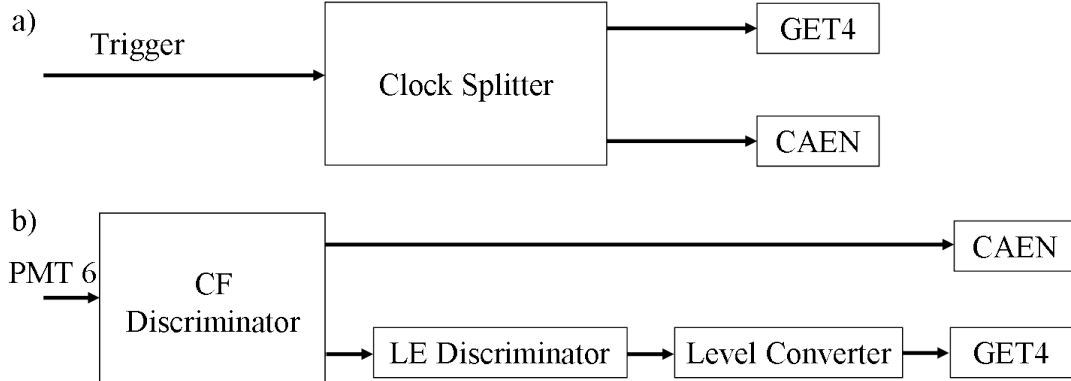 a)
Trigger
Clock Splitter
GET4
CAEN
b)
PMT 6
CF
Discriminator
CAEN
LE Discriminator
Level Converter
GET4